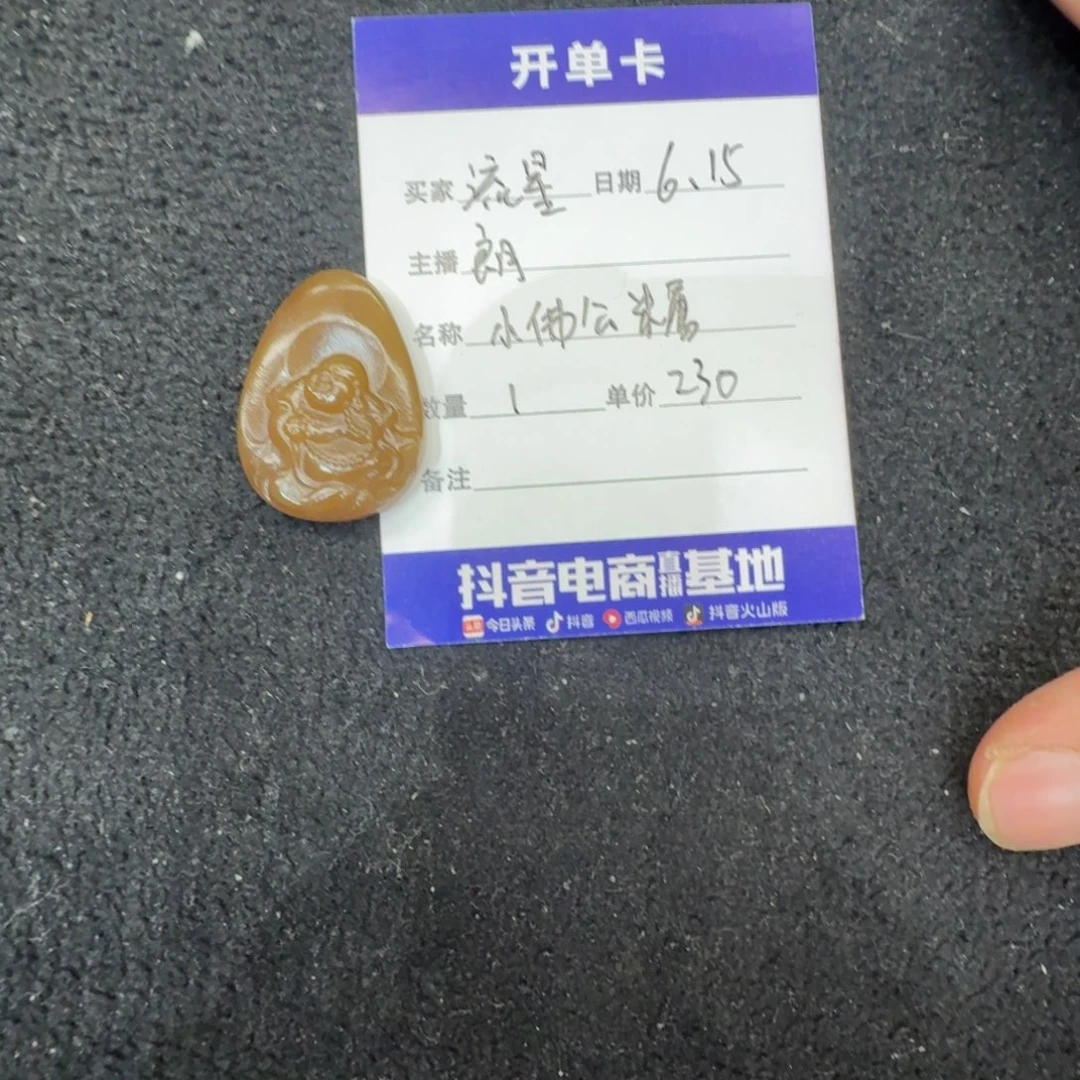 开单卡
买家 流星 日期 6.15
主播 朗
名称 小佛公
数量 1 单价 230
备注
抖音电商直播基地
头条 今日头条 抖音 西瓜视频 抖音火山版